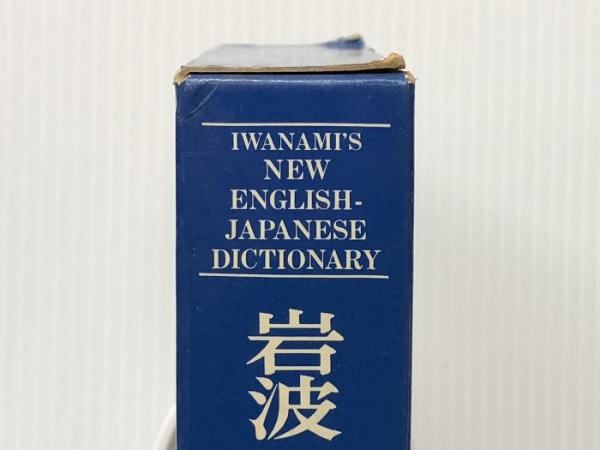 IWANAMI'S
NEW
ENGLISH-
JAPANESE
DICTIONARY
岩波